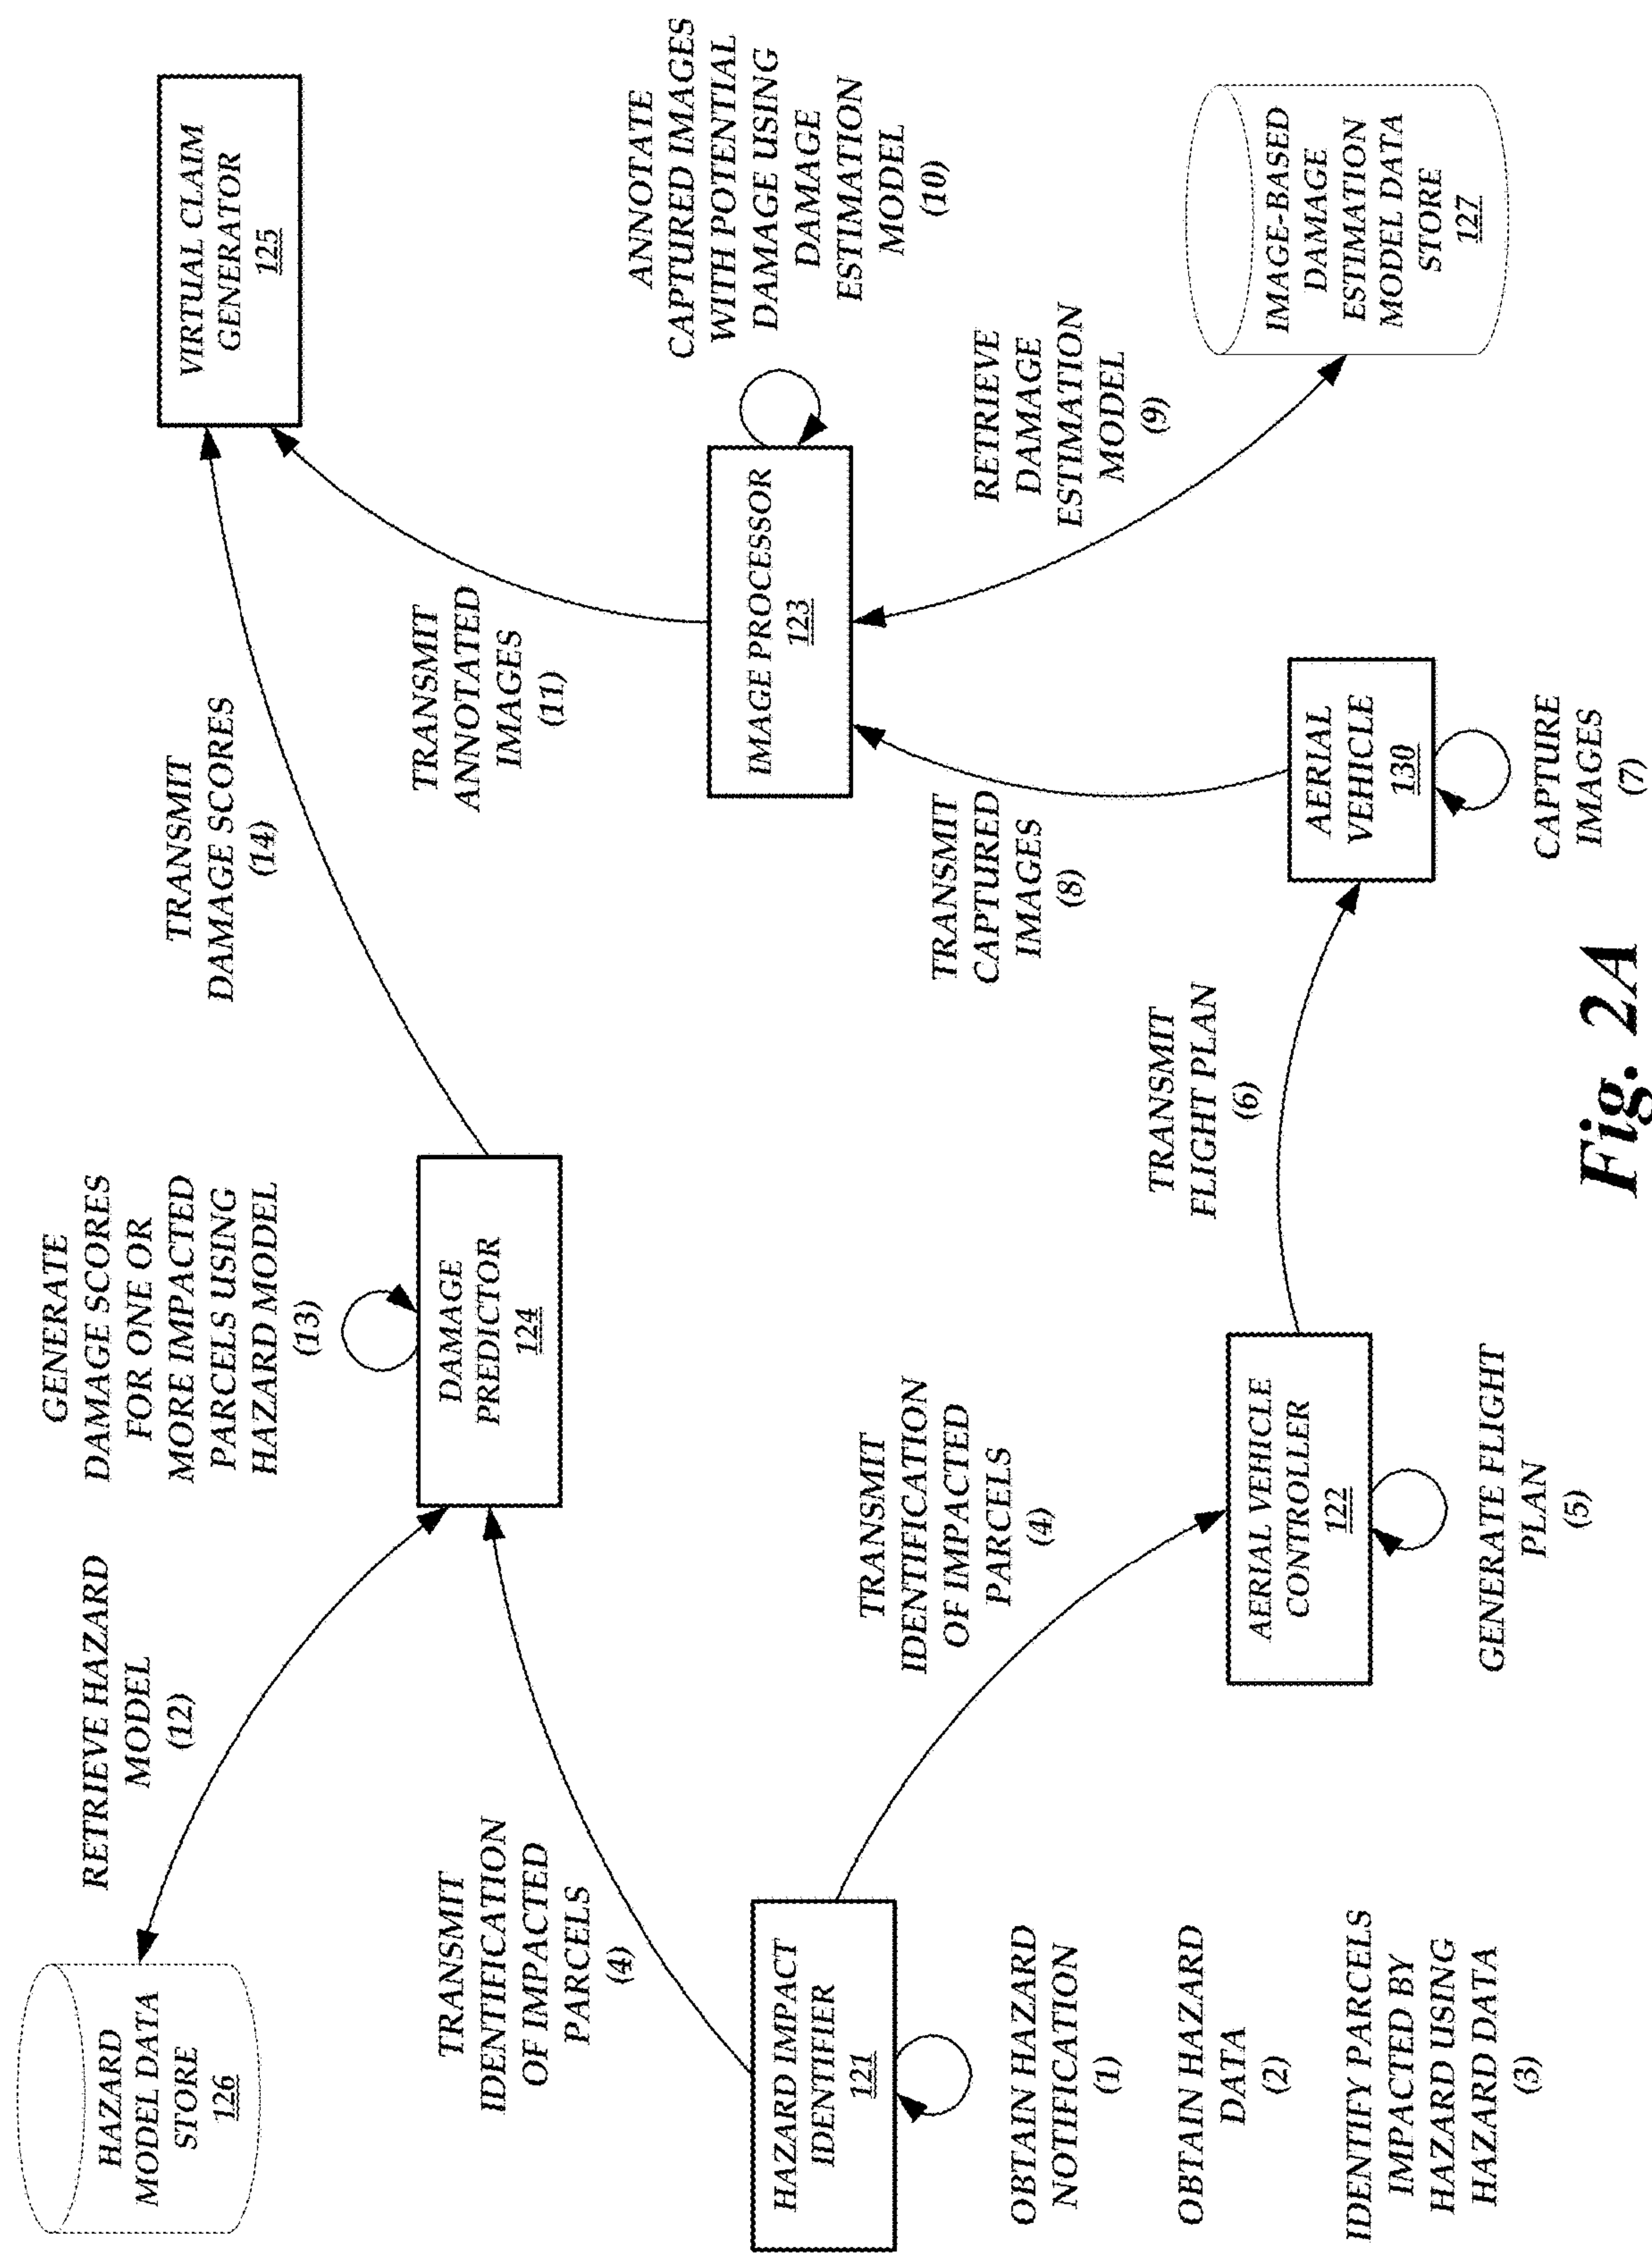 HAZARD
MODEL DATA
STORE
126
RETRIEVE HAZARD
MODEL
(12)
GENERATE
DAMAGE SCORES
FOR ONE OR
MORE IMPACTED
PARCELS USING
HAZARD MODEL
(13)
DAMAGE
PREDICTOR
124
TRANSMIT
DAMAGE SCORES
(14)
VIRTUAL CLAIM
GENERATOR
125
TRANSMIT
IDENTIFICATION
OF IMPACTED
PARCELS
(4)
TRANSMIT
ANNOTATED
IMAGES
(11)
ANNOTATE
CAPTURED IMAGES
WITH POTENTIAL
DAMAGE USING
DAMAGE
ESTIMATION
MODEL
(10)
IMAGE PROCESSOR
123
HAZARD IMPACT
IDENTIFIER
121
TRANSMIT
IDENTIFICATION
OF IMPACTED
PARCELS
(4)
TRANSMIT
CAPTURED
IMAGES
(8)
RETRIEVE
DAMAGE
ESTIMATION
MODEL
(9)
OBTAIN HAZARD
NOTIFICATION
(1)
OBTAIN HAZARD
DATA
(2)
IDENTIFY PARCELS
IMPACTED BY
HAZARD USING
HAZARD DATA
(3)
AERIAL VEHICLE
CONTROLLER
122
GENERATE FLIGHT
PLAN
(5)
TRANSMIT
FLIGHT PLAN
(6)
AERIAL
VEHICLE
130
CAPTURE
IMAGES
(7)
IMAGE-BASED
DAMAGE
ESTIMATION
MODEL DATA
STORE
127
Fig. 2A